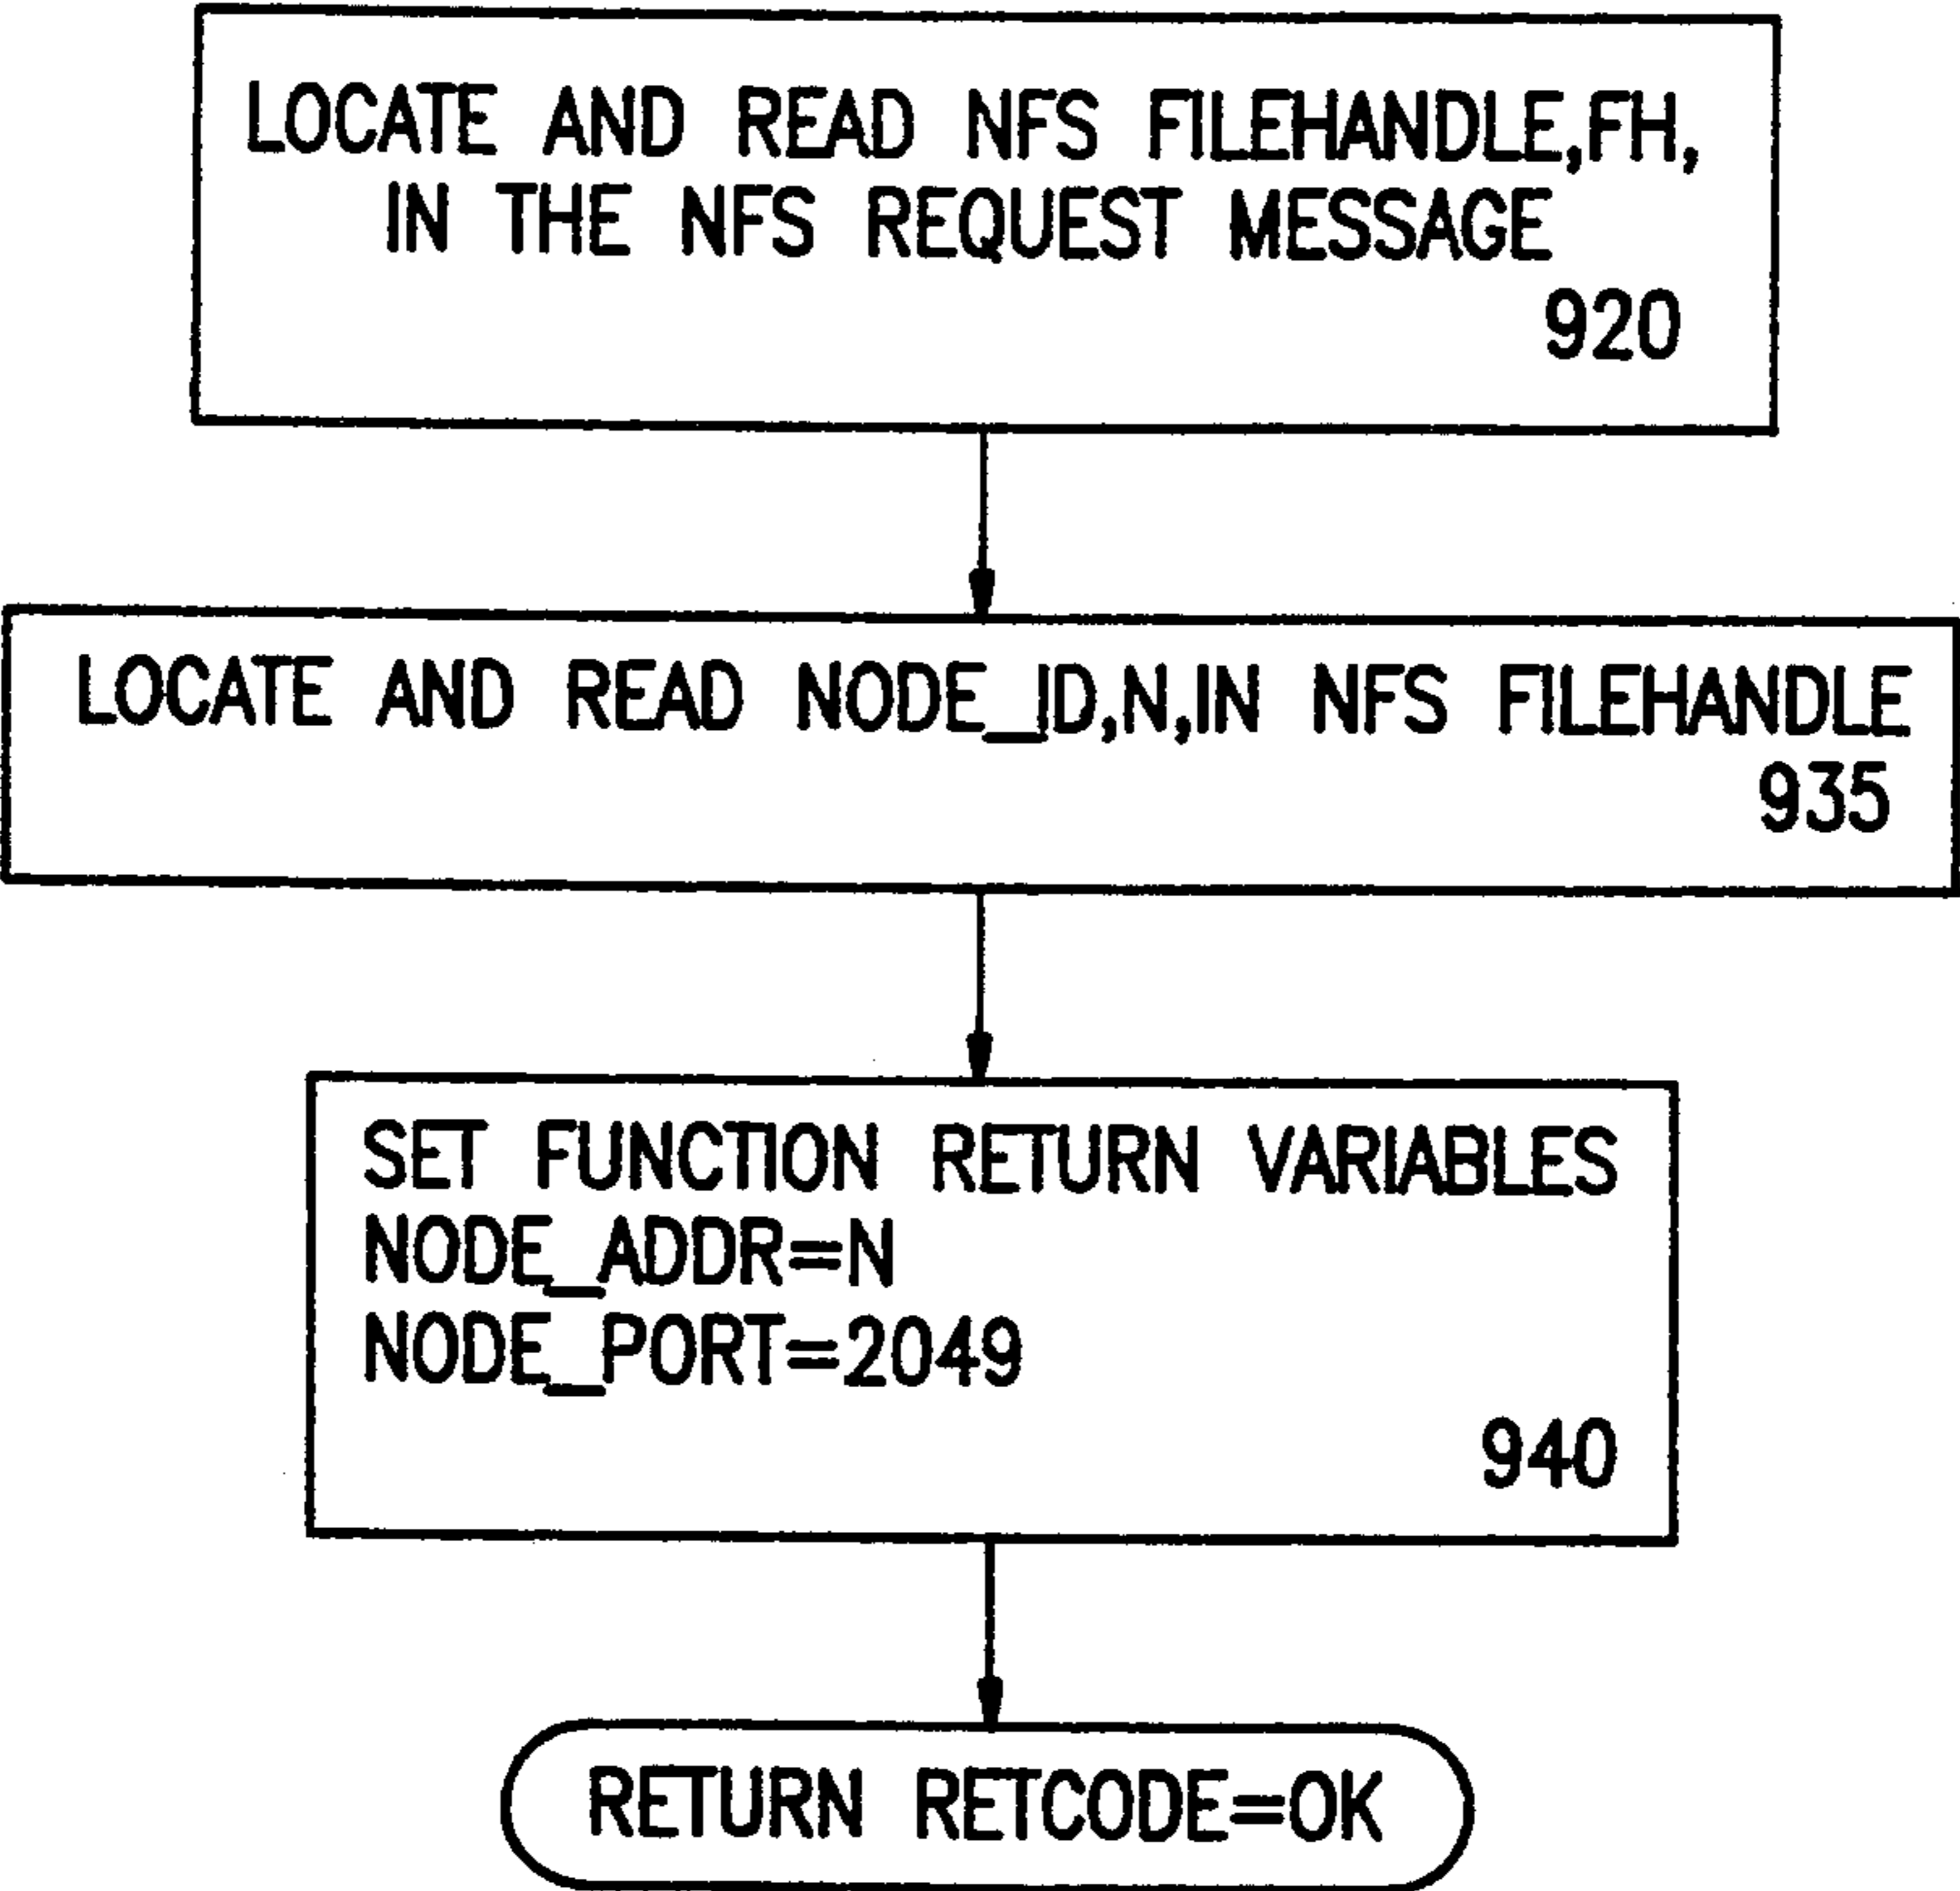 LOCATE AND READ NFS FILEHANDLE,FH,
IN THE NFS REQUEST MESSAGE
920
LOCATE AND READ NODE_ID,N,IN NFS FILEHANDLE
935
SET FUNCTION RETURN VARIABLES
NODE_ADDR=N
NODE_PORT=2049
940
RETURN RETCODE=OK